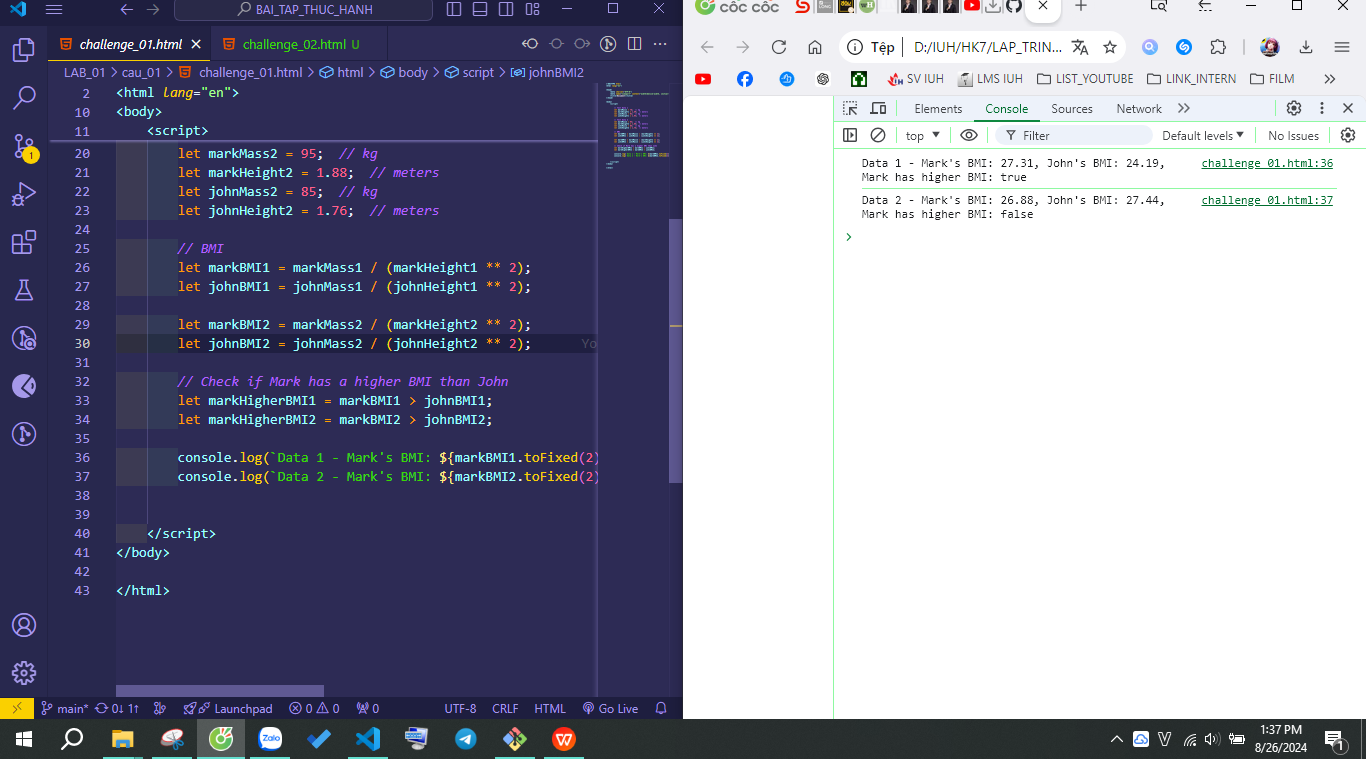 BAI_TAP_THUC_HANH
challenge_01.html
challenge_02.html U
LAB_01 > cau_01 > challenge_01.html > html > body > script > johnBMI2
2 <html lang="en">
10 <body>
11 <script>
20 let markMass2 = 95; // kg
21 let markHeight2 = 1.88; // meters
22 let johnMass2 = 85; // kg
23 let johnHeight2 = 1.76; // meters
24
25 // BMI
26 let markBMI1 = markMass1 / (markHeight1 ** 2);
27 let johnBMI1 = johnMass1 / (johnHeight1 ** 2);
28
29 let markBMI2 = markMass2 / (markHeight2 ** 2);
30 let johnBMI2 = johnMass2 / (johnHeight2 ** 2); Yo
31
32 // Check if Mark has a higher BMI than John
33 let markHigherBMI1 = markBMI1 > johnBMI1;
34 let markHigherBMI2 = markBMI2 > johnBMI2;
35
36 console.log(`Data 1 - Mark's BMI: ${markBMI1.toFixed(2)
37 console.log(`Data 2 - Mark's BMI: ${markBMI2.toFixed(2)
38
39
40 </script>
41 </body>
42
43 </html>
1
main* 0↓ 1↑ Launchpad 0 0 0 UTF-8 CRLF HTML Go Live
cốc cốc
Tệp D:/IUH/HK7/LAP_TRIN...
SV IUH LMS IUH LIST_YOUTUBE LINK_INTERN FILM
Elements Console Sources Network
top Filter Default levels No Issues
Data 1 - Mark's BMI: 27.31, John's BMI: 24.19, challenge 01.html:36
Mark has higher BMI: true
Data 2 - Mark's BMI: 26.88, John's BMI: 27.44, challenge 01.html:37
Mark has higher BMI: false
Zalo
1:37 PM
8/26/2024
1